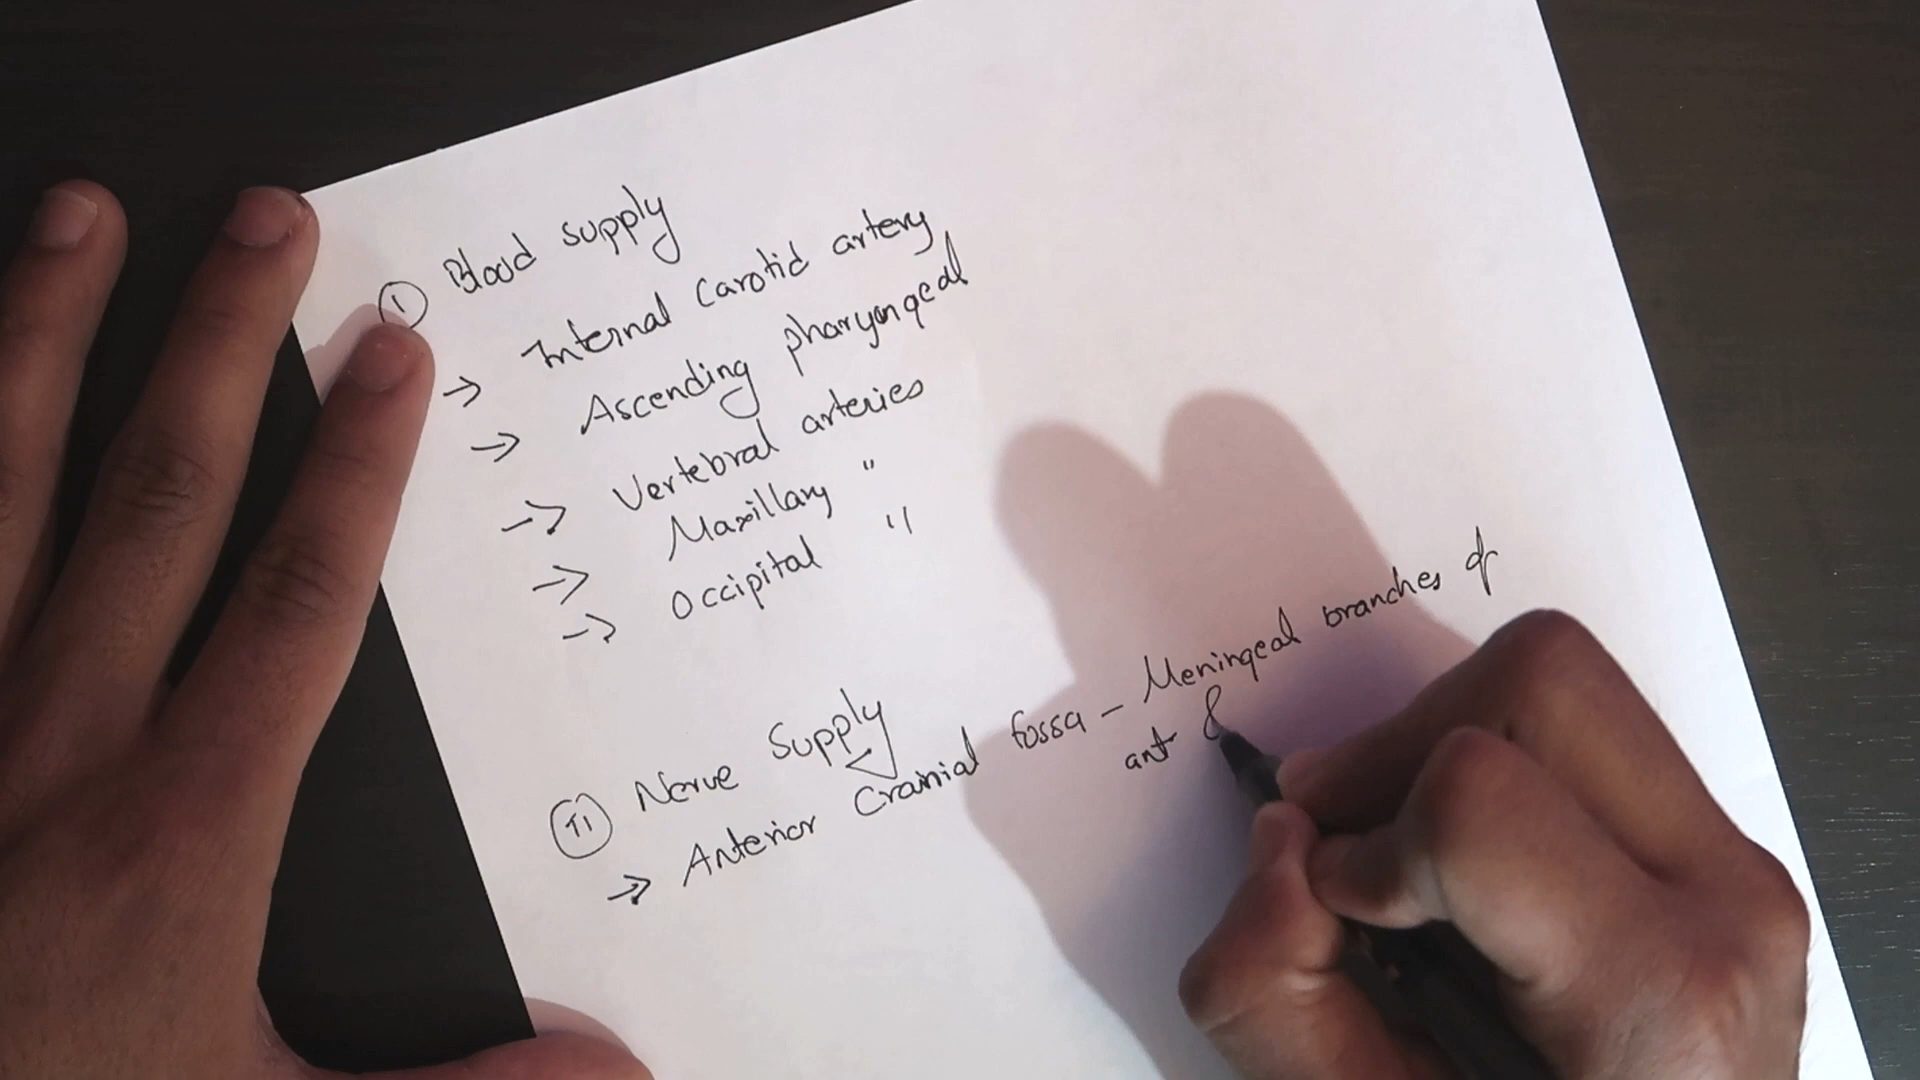 ① Blood supply
→ Internal Carotid artery
→ Ascending pharyngeal
→ Vertebral arteries
→ Maxillary "
→ Occipital "
ⓘⓘ Nerve Supply
→ Anterior Cranial fossa – Meningeal branches of
ant &